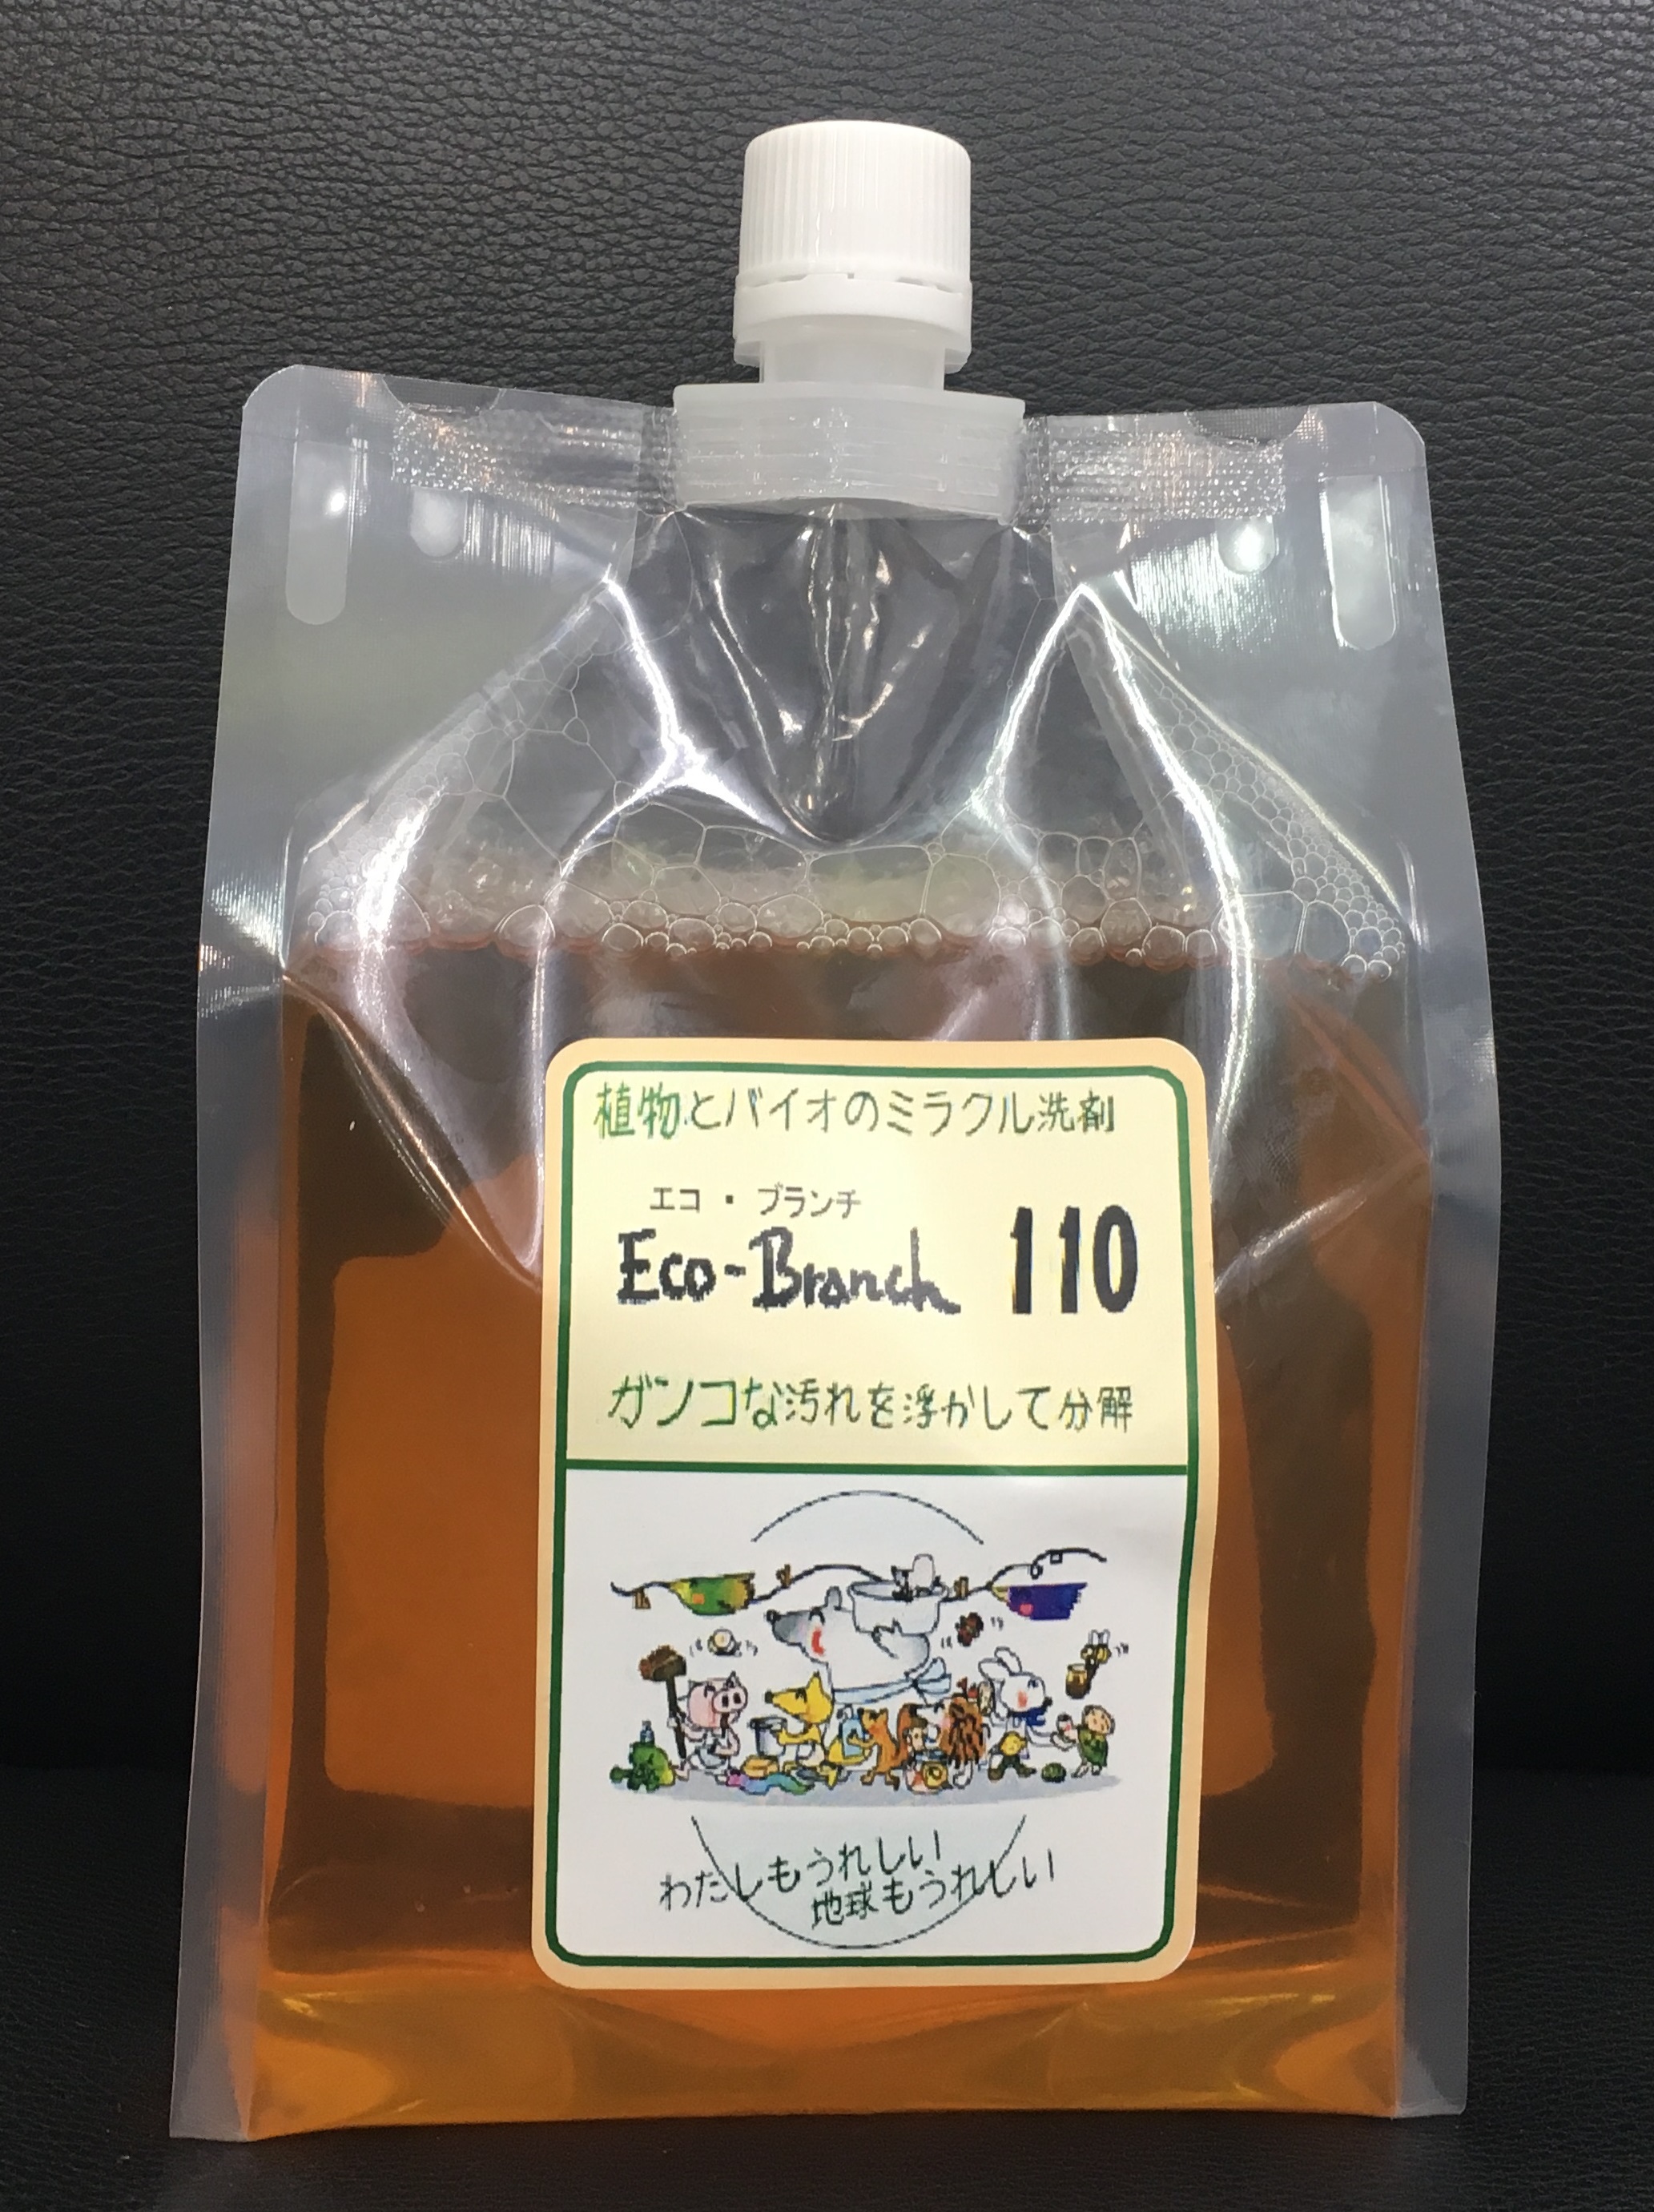 植物とバイオのミラクル洗剤
エコ・ブランチ
Eco-Branch 110
ガンコな汚れを浮かして分解
わたしもうれしい
地球もうれしい